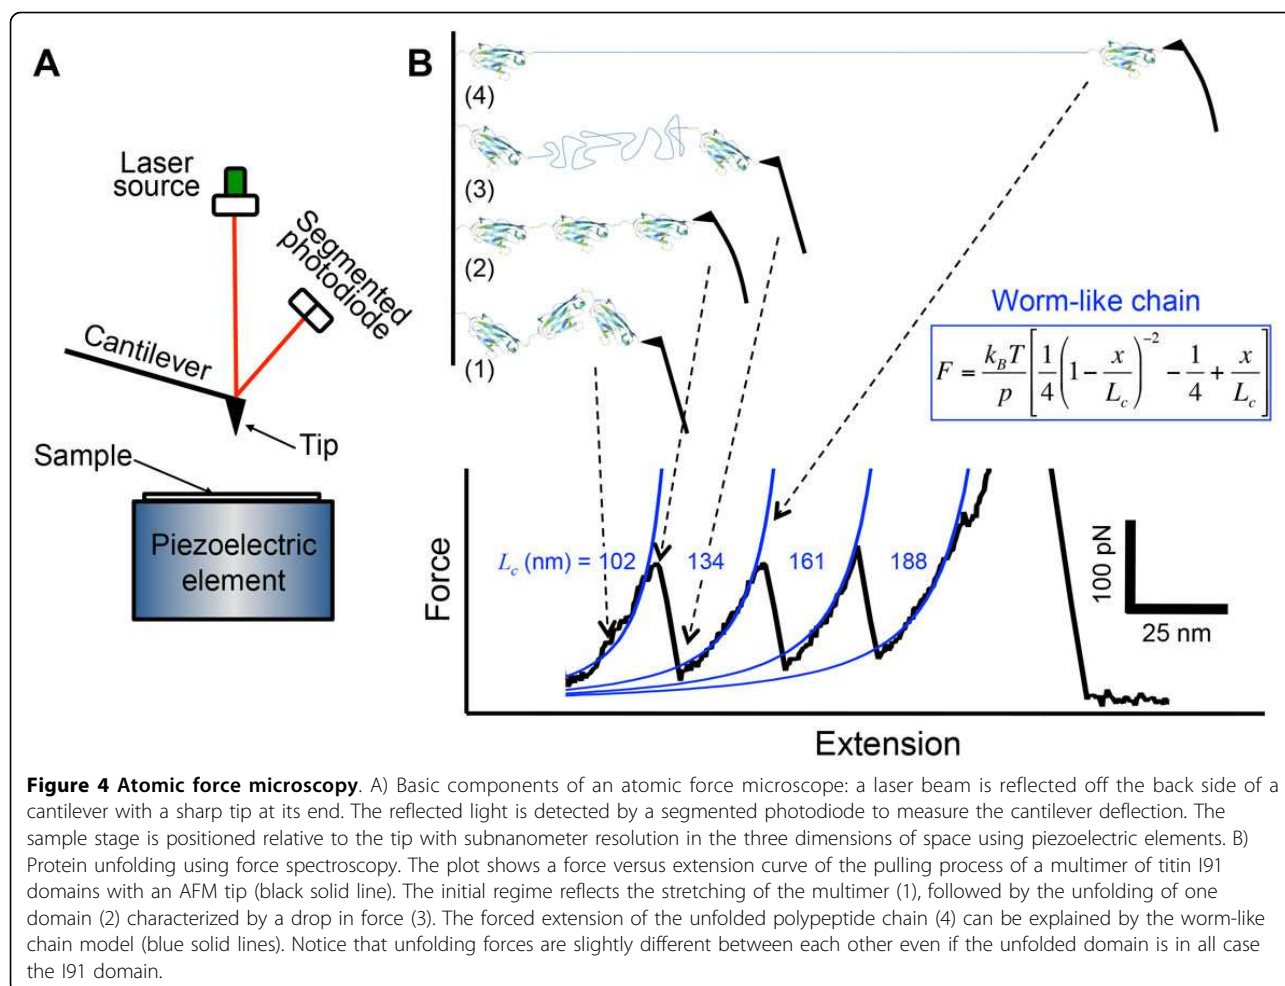 A
Laser
source
Segmented
photodiode
Cantilever
Tip
Sample
Piezoelectric
element
B
(4)
(3)
(2)
(1)
Worm-like chain
F = k_B T / p [ 1/4 ( 1 − x / L_c )^−2 − 1/4 + x / L_c ]
L_c (nm) = 102 134 161 188
Force
100 pN
25 nm
Extension
Figure 4 Atomic force microscopy. A) Basic components of an atomic force microscope: a laser beam is reflected off the back side of a
cantilever with a sharp tip at its end. The reflected light is detected by a segmented photodiode to measure the cantilever deflection. The
sample stage is positioned relative to the tip with subnanometer resolution in the three dimensions of space using piezoelectric elements. B)
Protein unfolding using force spectroscopy. The plot shows a force versus extension curve of the pulling process of a multimer of titin I91
domains with an AFM tip (black solid line). The initial regime reflects the stretching of the multimer (1), followed by the unfolding of one
domain (2) characterized by a drop in force (3). The forced extension of the unfolded polypeptide chain (4) can be explained by the worm-like
chain model (blue solid lines). Notice that unfolding forces are slightly different between each other even if the unfolded domain is in all case
the I91 domain.